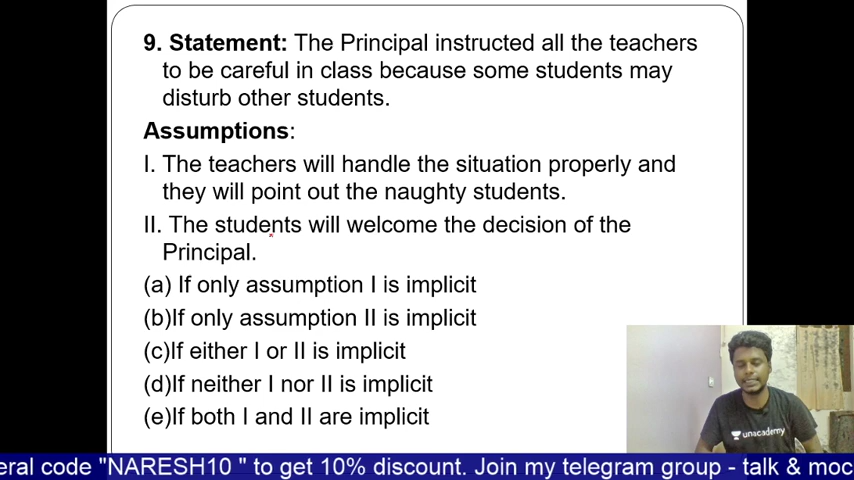 9. Statement: The Principal instructed all the teachers
to be careful in class because some students may
disturb other students.
Assumptions:
I. The teachers will handle the situation properly and
they will point out the naughty students.
II. The students will welcome the decision of the
Principal.
(a) If only assumption I is implicit
(b)If only assumption II is implicit
(c)If either I or II is implicit
(d)If neither I nor II is implicit
(e)If both I and II are implicit
unacademy
eral code "NARESH10 " to get 10% discount. Join my telegram group - talk & moc